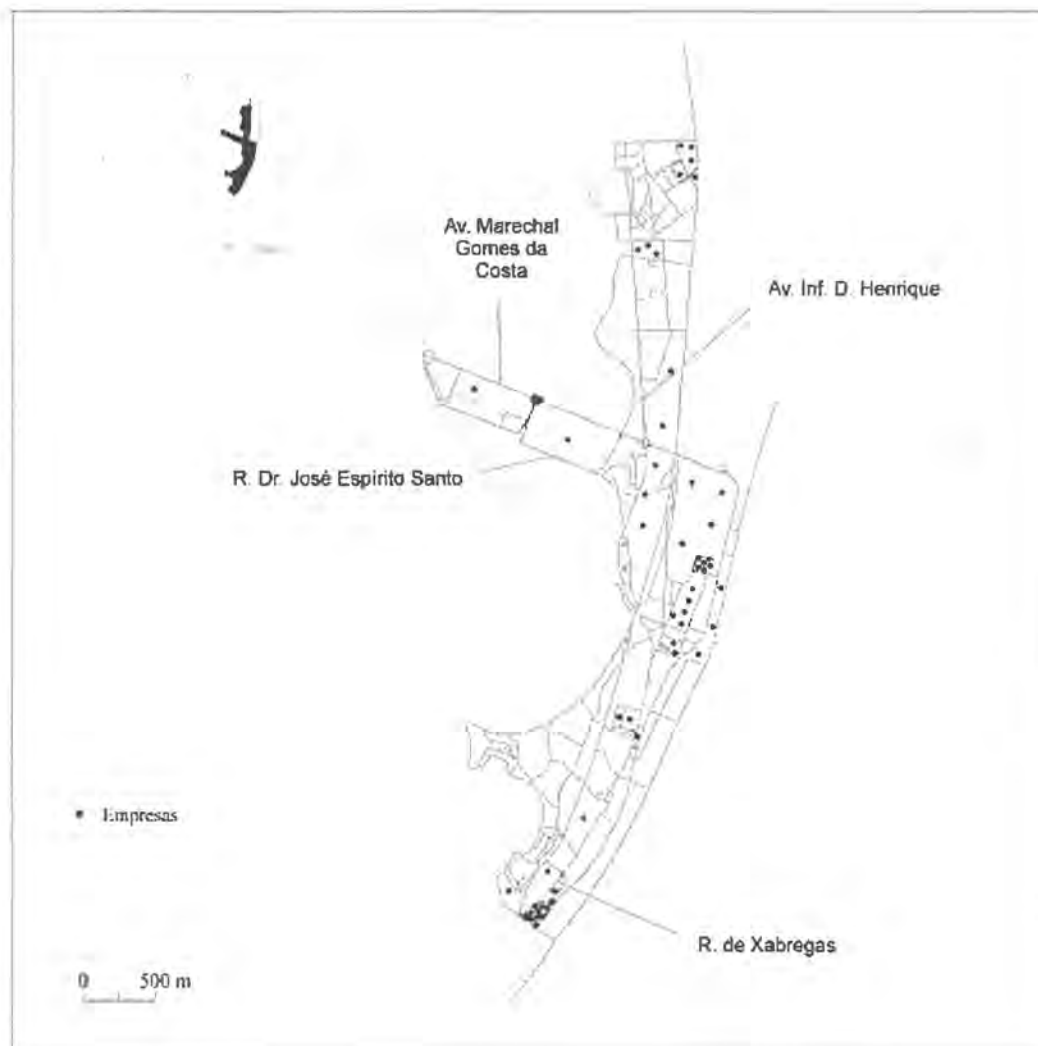 Av. Marechal
Gomes da
Costa
Av. Inf. D. Henrique
R. Dr. José Espírito Santo
Empresas
R. de Xabregas
0 500 m